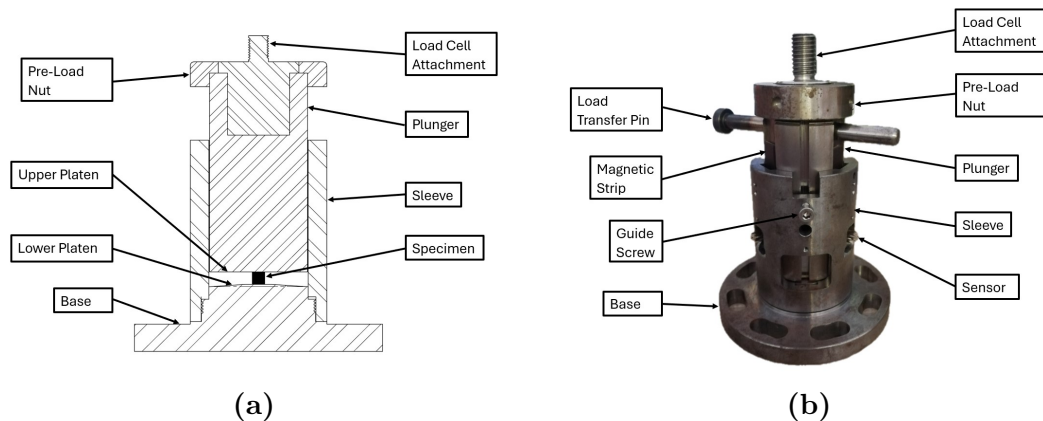 Load Cell
Attachment
Pre-Load
Nut
Plunger
Upper Platen
Sleeve
Lower Platen
Specimen
Base
(a)
Load Cell
Attachment
Pre-Load
Nut
Load
Transfer Pin
Magnetic
Strip
Plunger
Guide
Screw
Sleeve
Sensor
Base
(b)